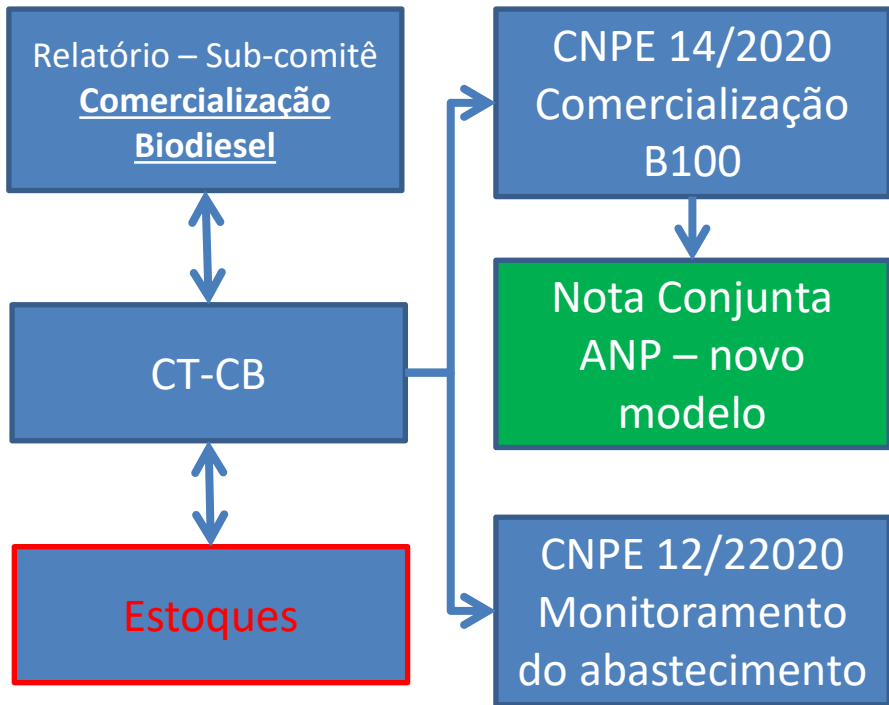 Relatório – Sub-comitê
Comercialização
Biodiesel
CT-CB
Estoques
CNPE 14/2020
Comercialização
B100
Nota Conjunta
ANP – novo
modelo
CNPE 12/22020
Monitoramento
do abastecimento